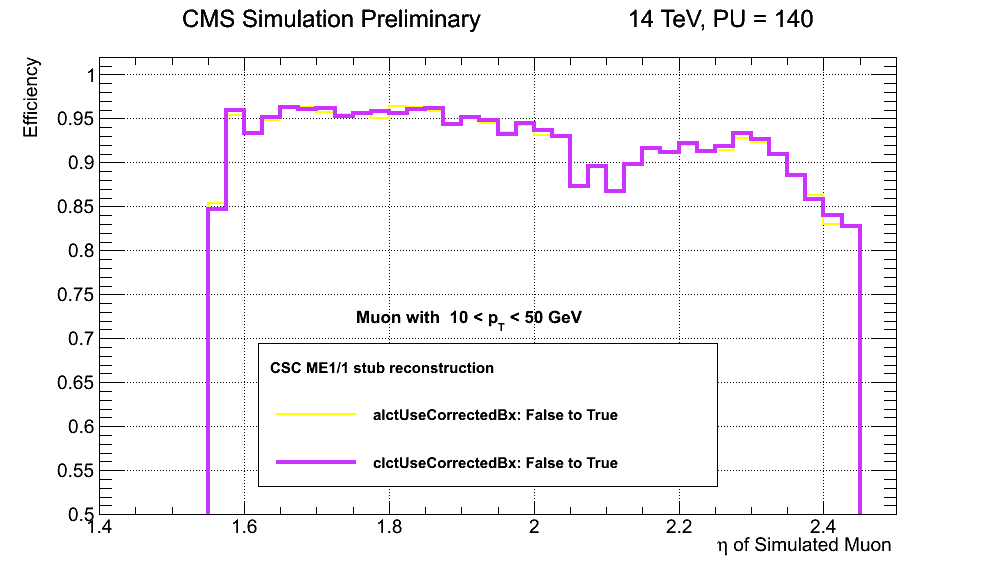 CMS Simulation Preliminary 14 TeV, PU = 140
Efficiency
1
0.95
0.9
0.85
0.8
0.75
0.7
0.65
0.6
0.55
0.5
Muon with 10 < pT < 50 GeV
CSC ME1/1 stub reconstruction
alctUseCorrectedBx: False to True
clctUseCorrectedBx: False to True
1.4 1.6 1.8 2 2.2 2.4
η of Simulated Muon